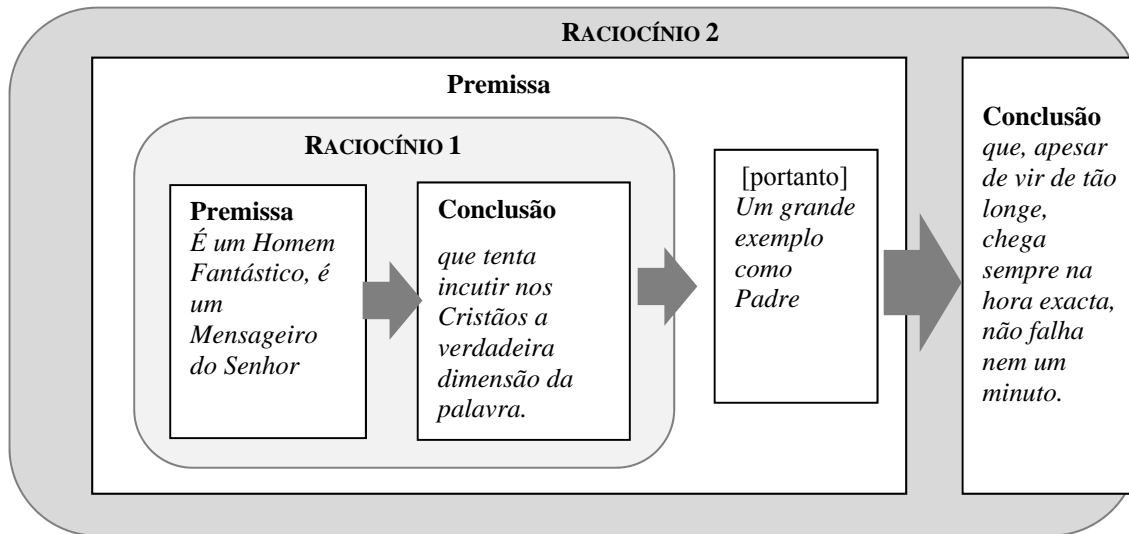 RACIOCÍNIO 2
Premissa
RACIOCÍNIO 1
Premissa
É um Homem
Fantástico, é
um
Mensageiro
do Senhor
Conclusão
que tenta
incutir nos
Cristãos a
verdadeira
dimensão da
palavra.
[portanto]
Um grande
exemplo
como
Padre
Conclusão
que, apesar
de vir de tão
longe,
chega
sempre na
hora exacta,
não falha
nem um
minuto.